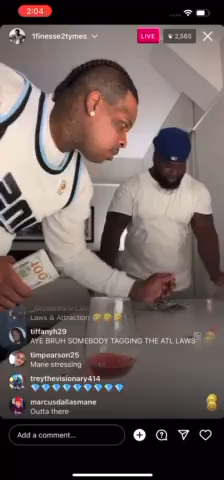 2:04
1finesse2tymes
LIVE
2,565
Laws & Attraction
tiffanyh29
AYE BRUH SOMEBODY TAGGING THE ATL LAWS
timpearson25
Mane stressing
treythevisionary414
marcusdallasmane
Outta there
Add a comment...